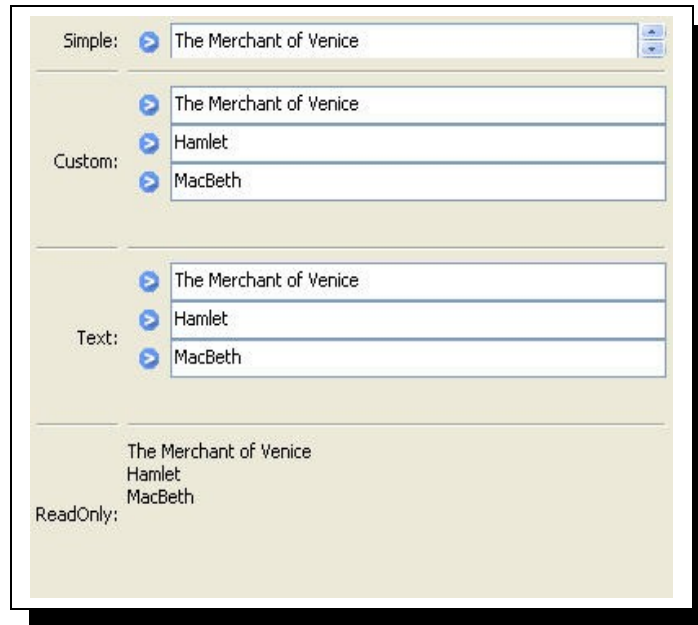 Simple: The Merchant of Venice
Custom:
The Merchant of Venice
Hamlet
MacBeth
Text:
The Merchant of Venice
Hamlet
MacBeth
ReadOnly:
The Merchant of Venice
Hamlet
MacBeth